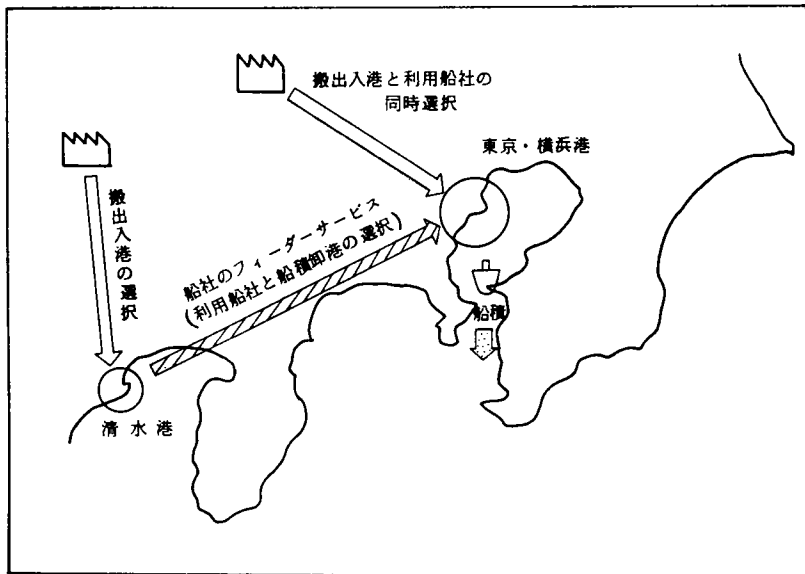 搬出入港と利用船社の
同時選択
東京・横浜港
搬出入港の選択
船社のフィーダーサービス
(利用船社と船積卸港の選択)
船積
清水港